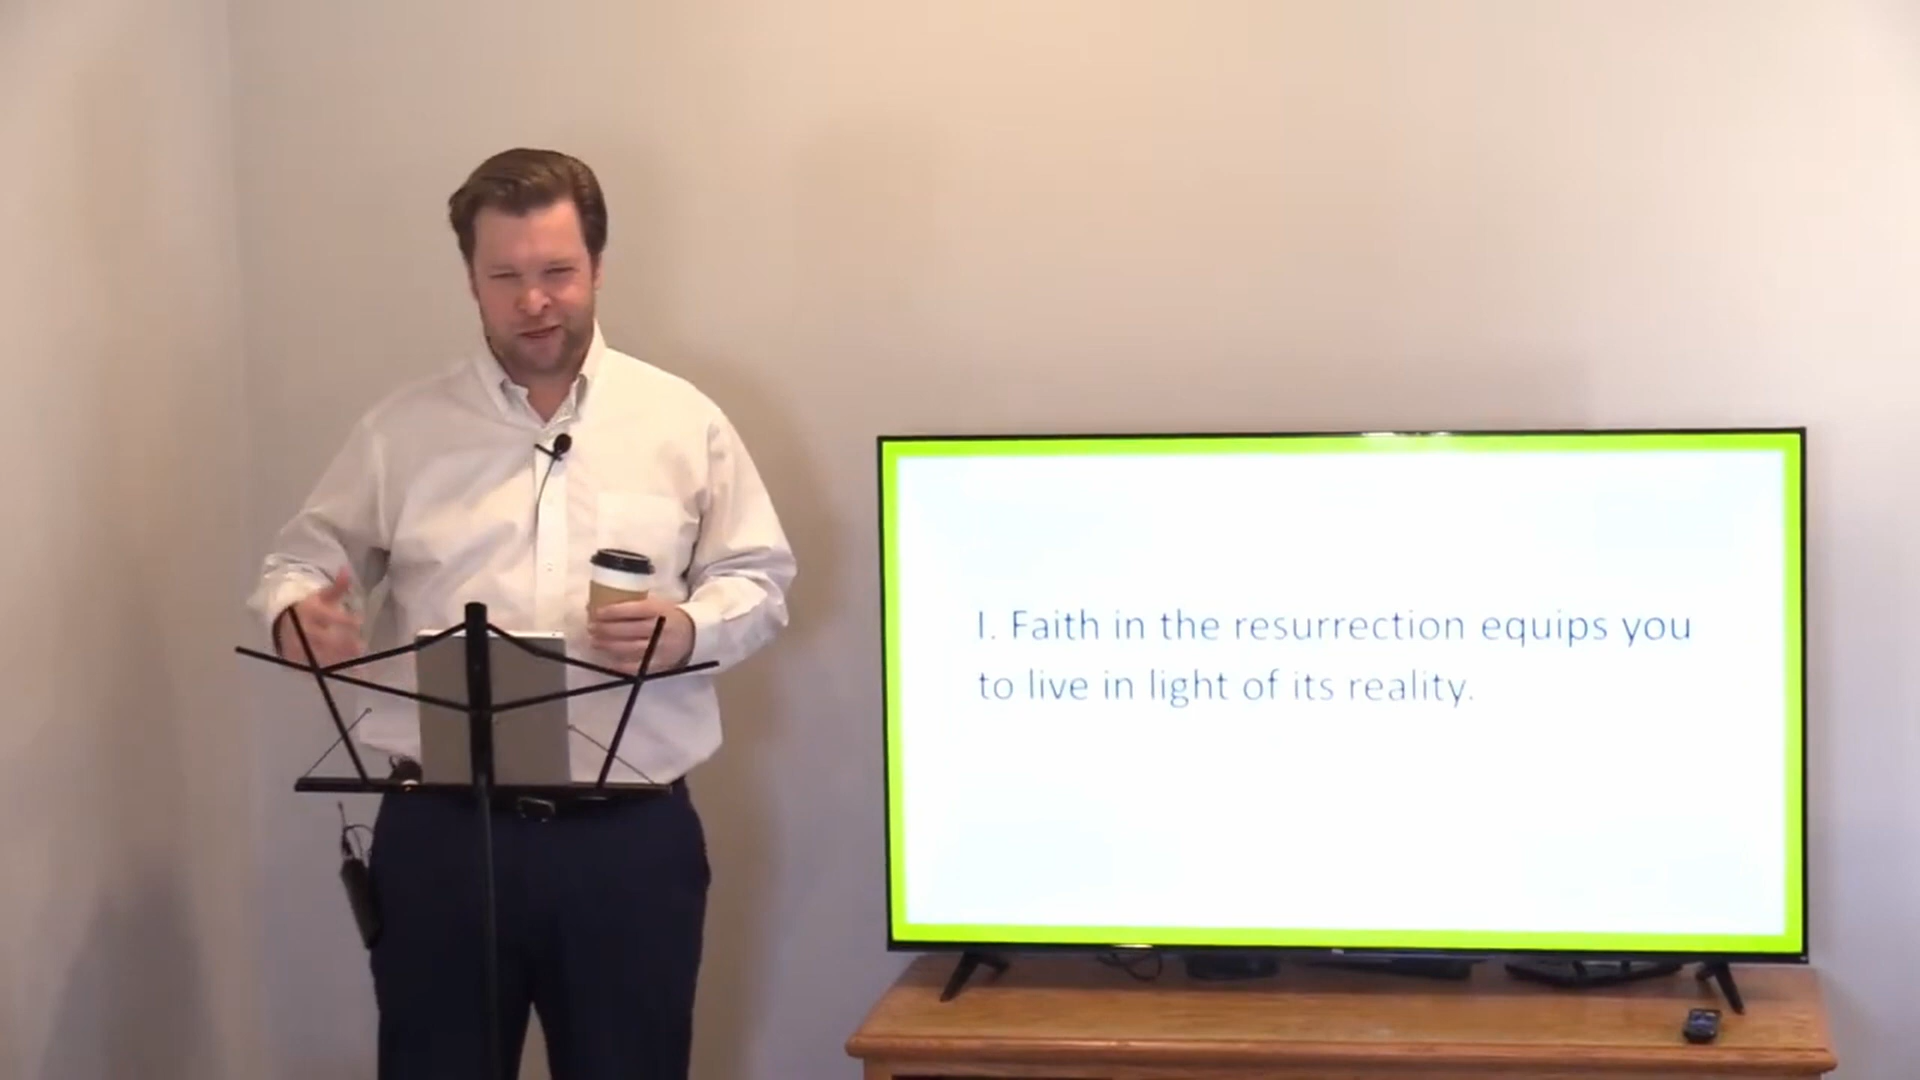 I. Faith in the resurrection equips you
to live in light of its reality.